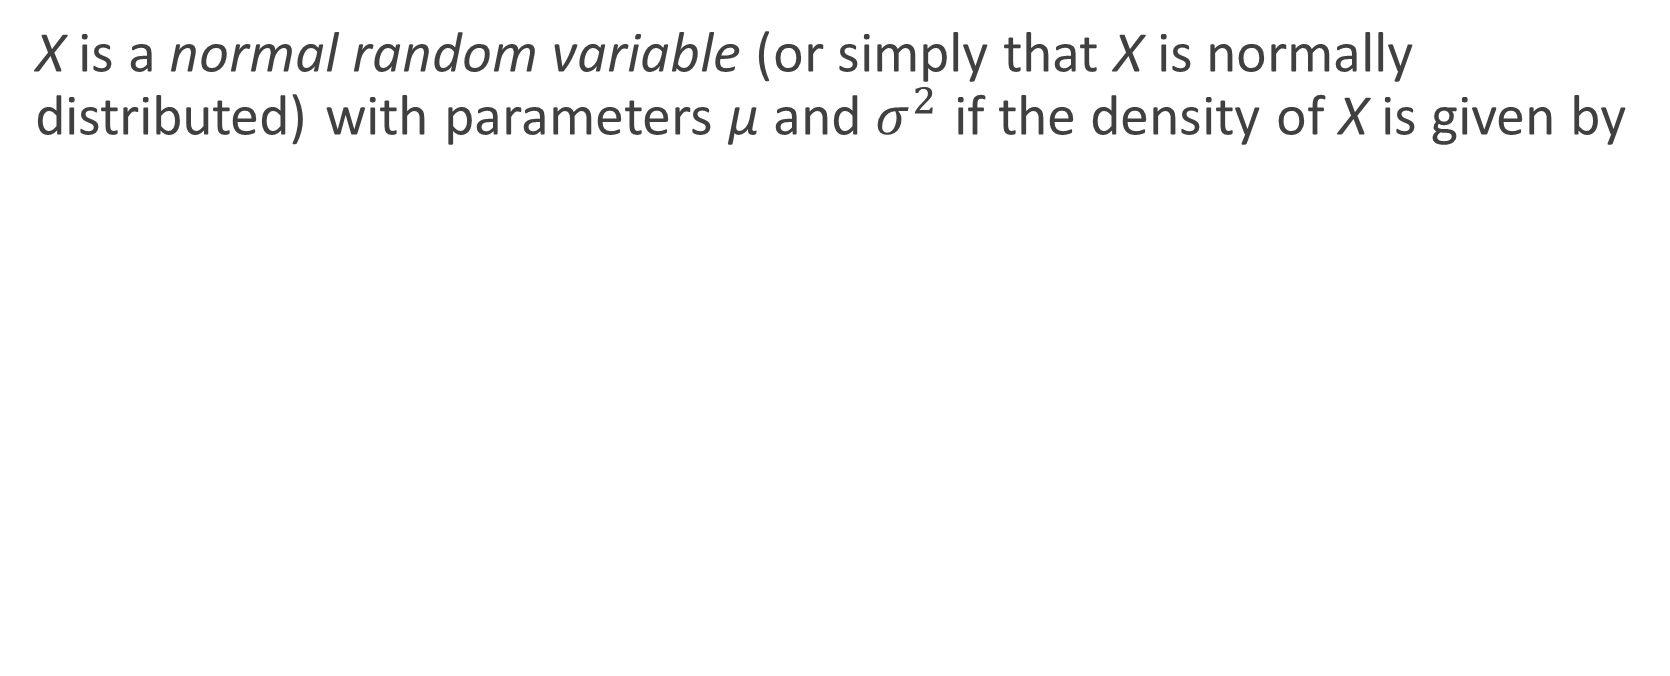 X is a normal random variable (or simply that X is normally
distributed) with parameters μ and σ² if the density of X is given by